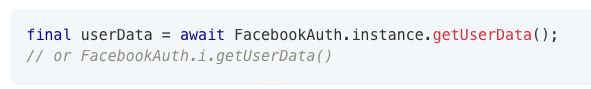 final userData = await FacebookAuth.instance.getUserData();
// or FacebookAuth.i.getUserData()